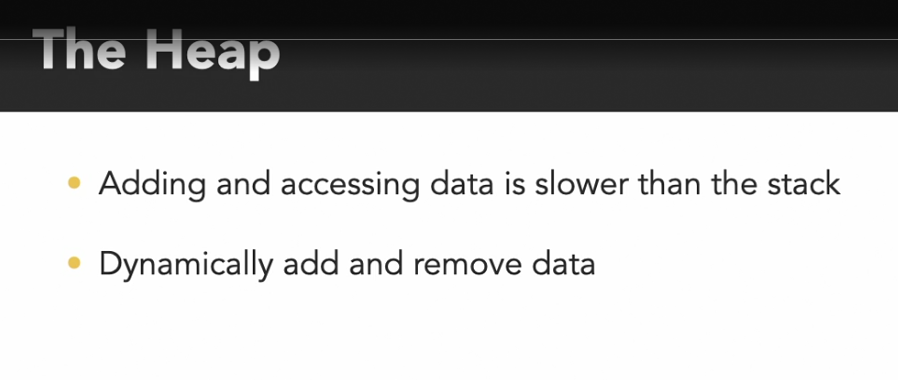 The Heap
Adding and accessing data is slower than the stack
Dynamically add and remove data